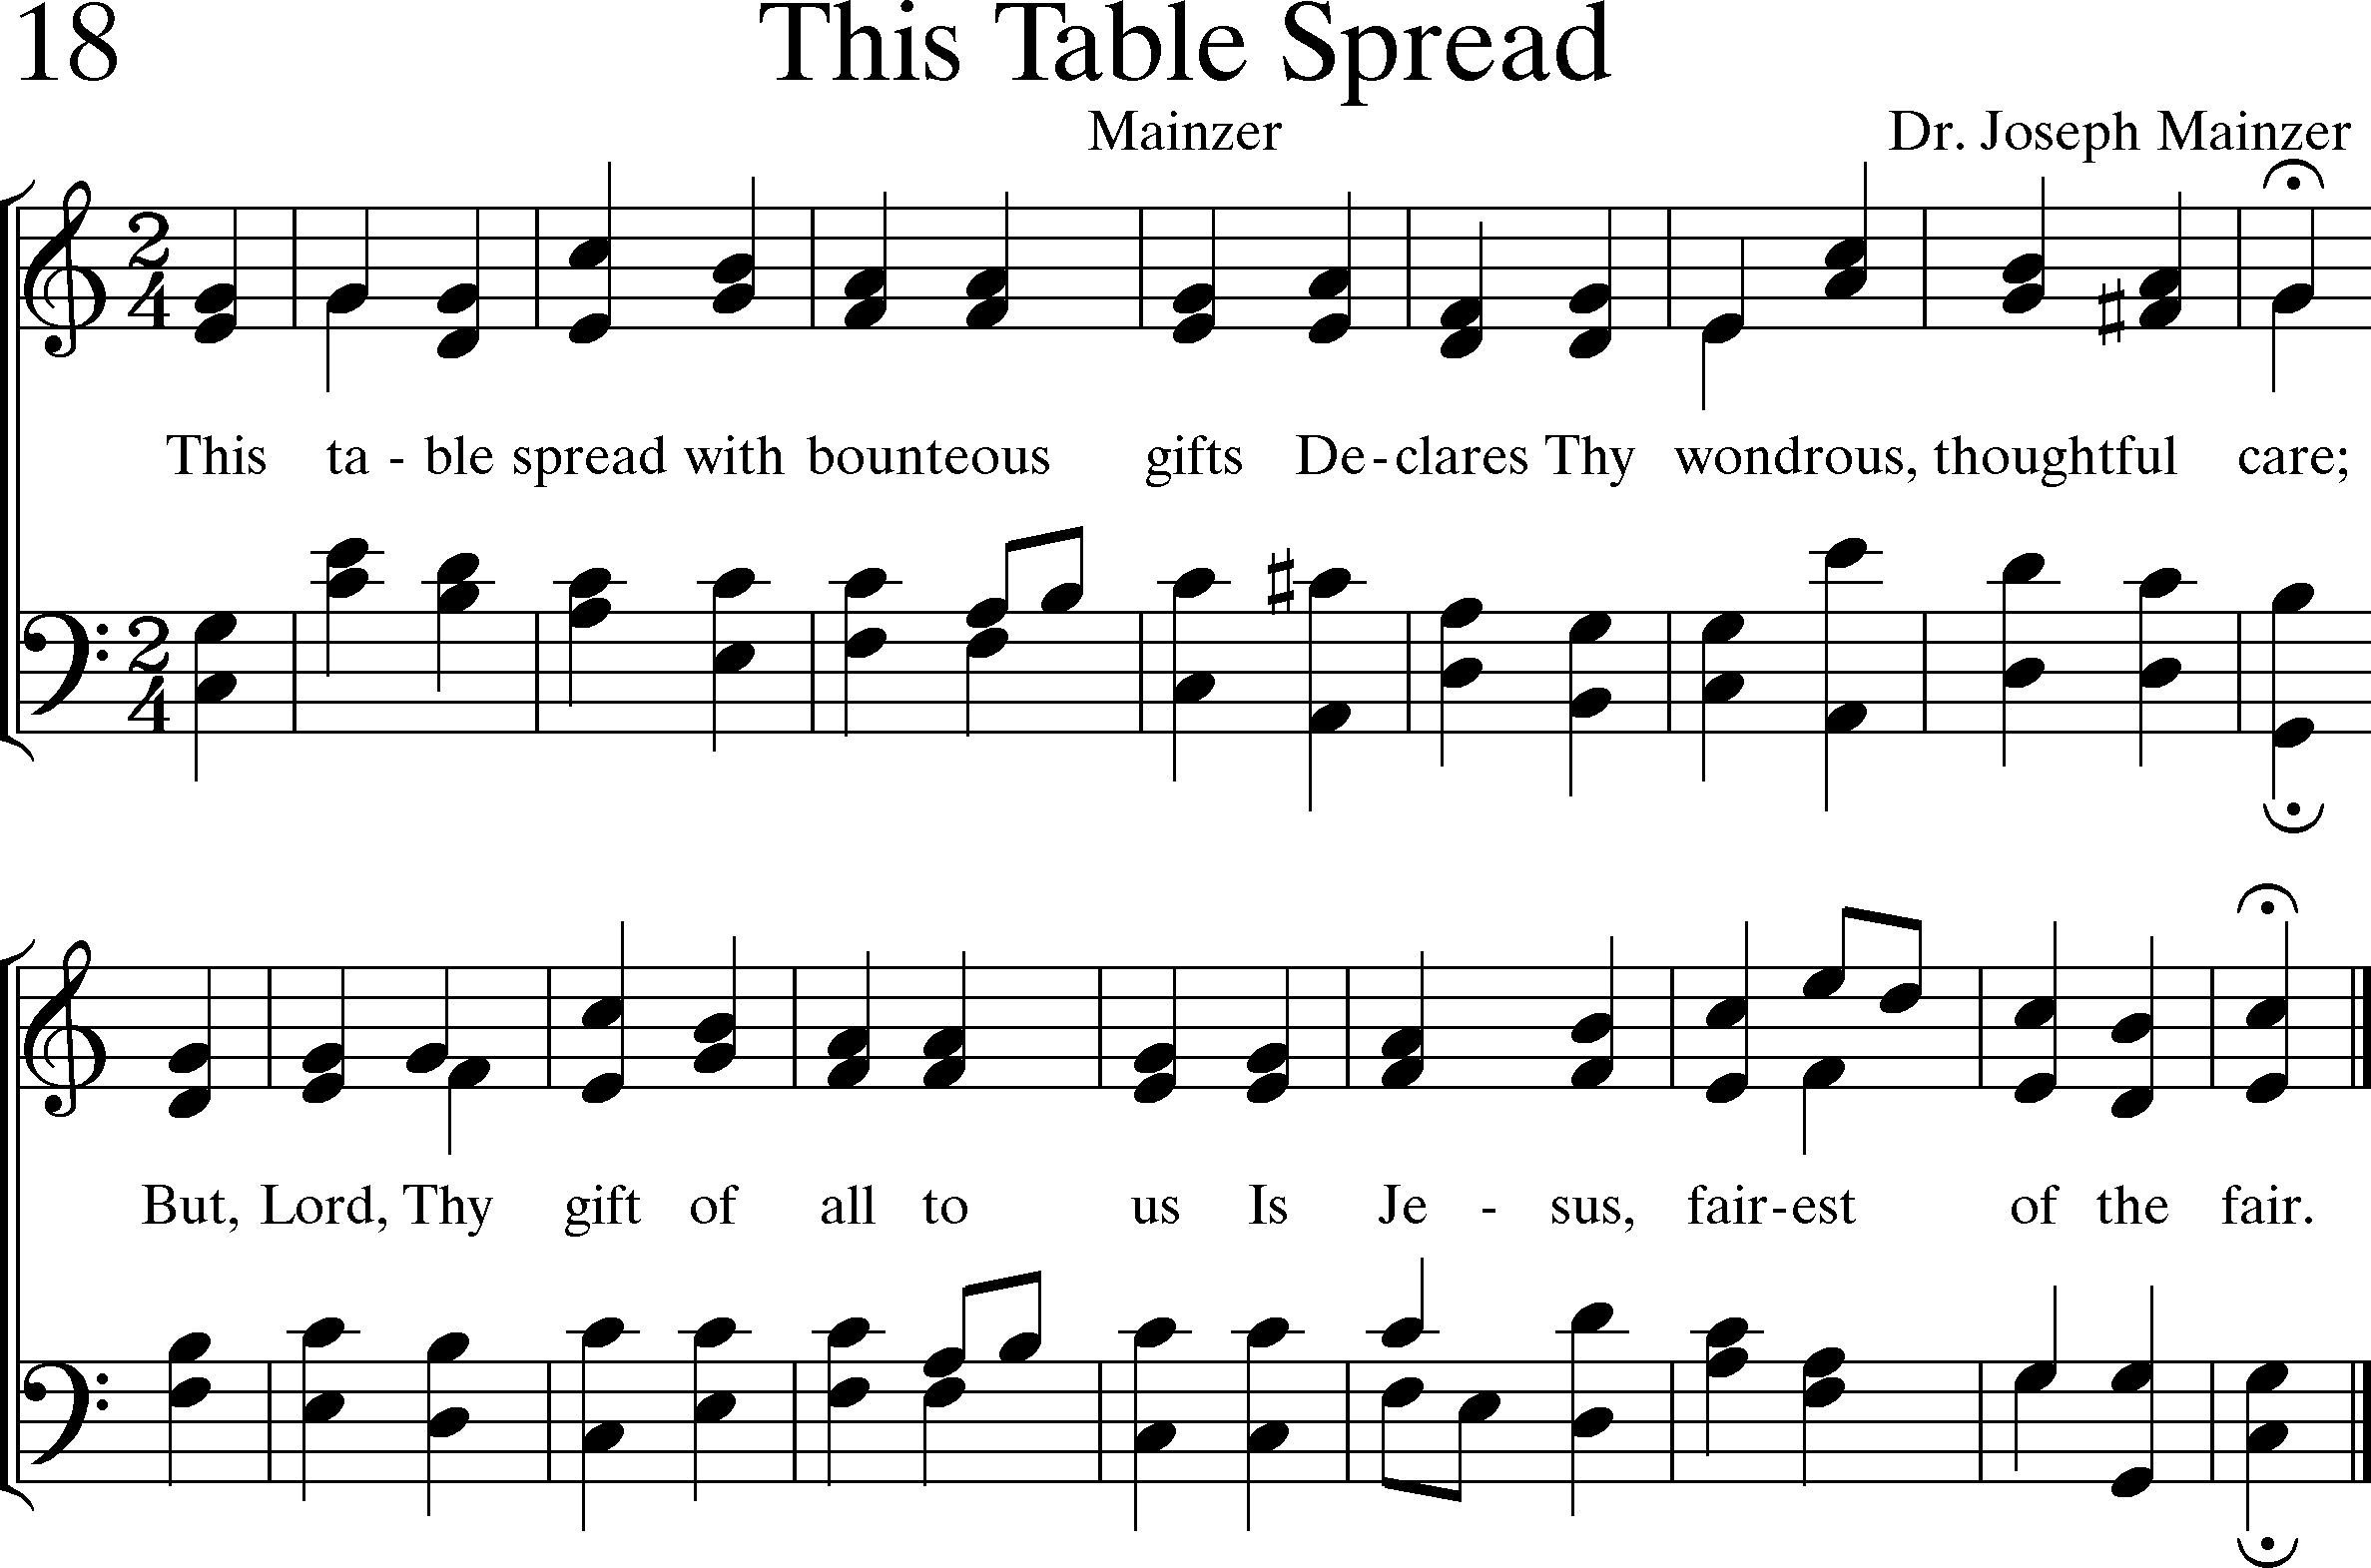 18 This Table Spread
Mainzer Dr. Joseph Mainzer
2
4
This ta - ble spread with bounteous gifts De - clares Thy wondrous, thoughtful care;
2
4
But, Lord, Thy gift of all to us Is Je - sus, fair - est of the fair.